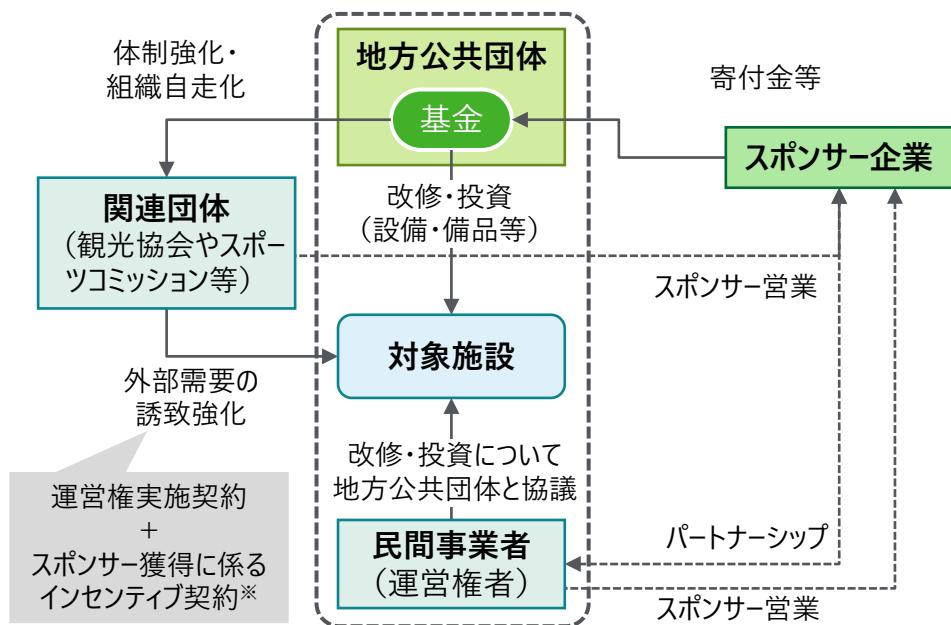 体制強化・
組織自走化
地方公共団体
基金
寄付金等
スポンサー企業
関連団体
（観光協会やスポー
ツコミッション等）
改修・投資
（設備・備品等）
スポンサー営業
対象施設
外部需要の
誘致強化
改修・投資について
地方公共団体と協議
運営権実施契約
+
スポンサー獲得に係る
インセンティブ契約※
民間事業者
（運営権者）
パートナーシップ
スポンサー営業